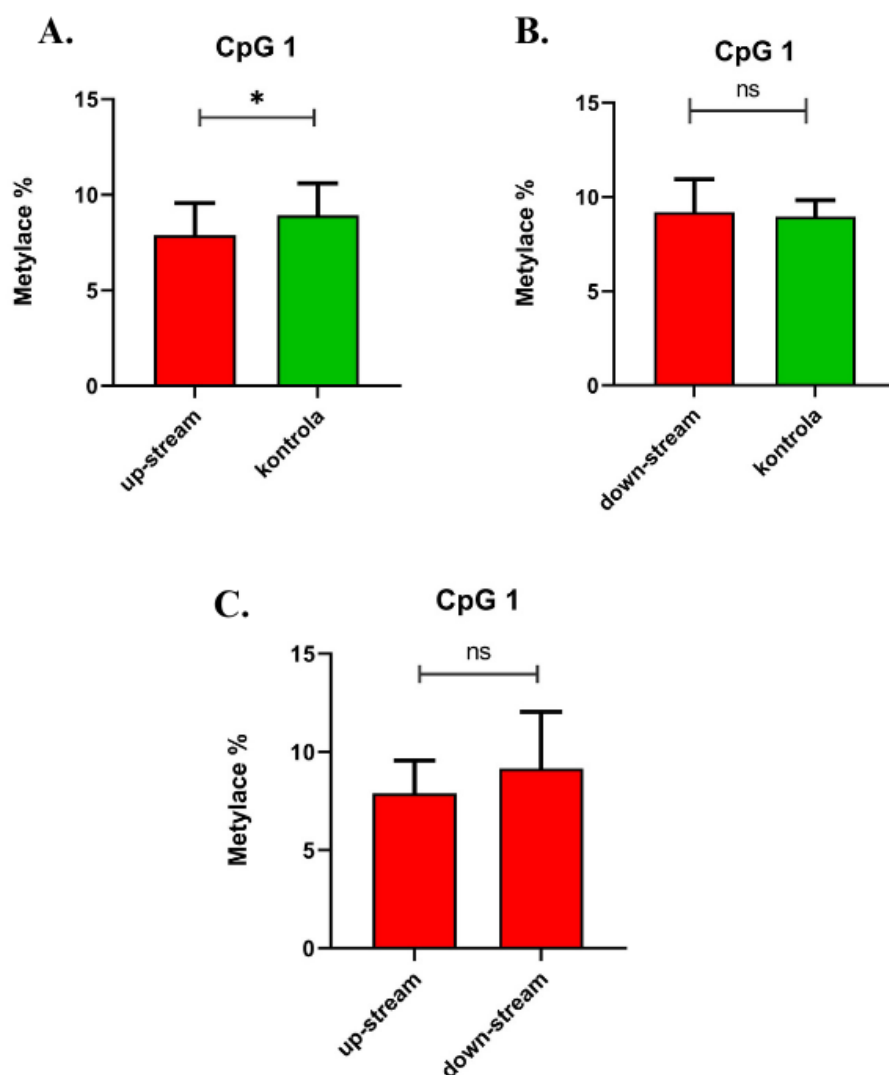 A.
CpG 1
*
Metylace %
15
10
5
0
up-stream
kontrola
B.
CpG 1
ns
Metylace %
15
10
5
0
down-stream
kontrola
C.
CpG 1
ns
Metylace %
15
10
5
0
up-stream
down-stream